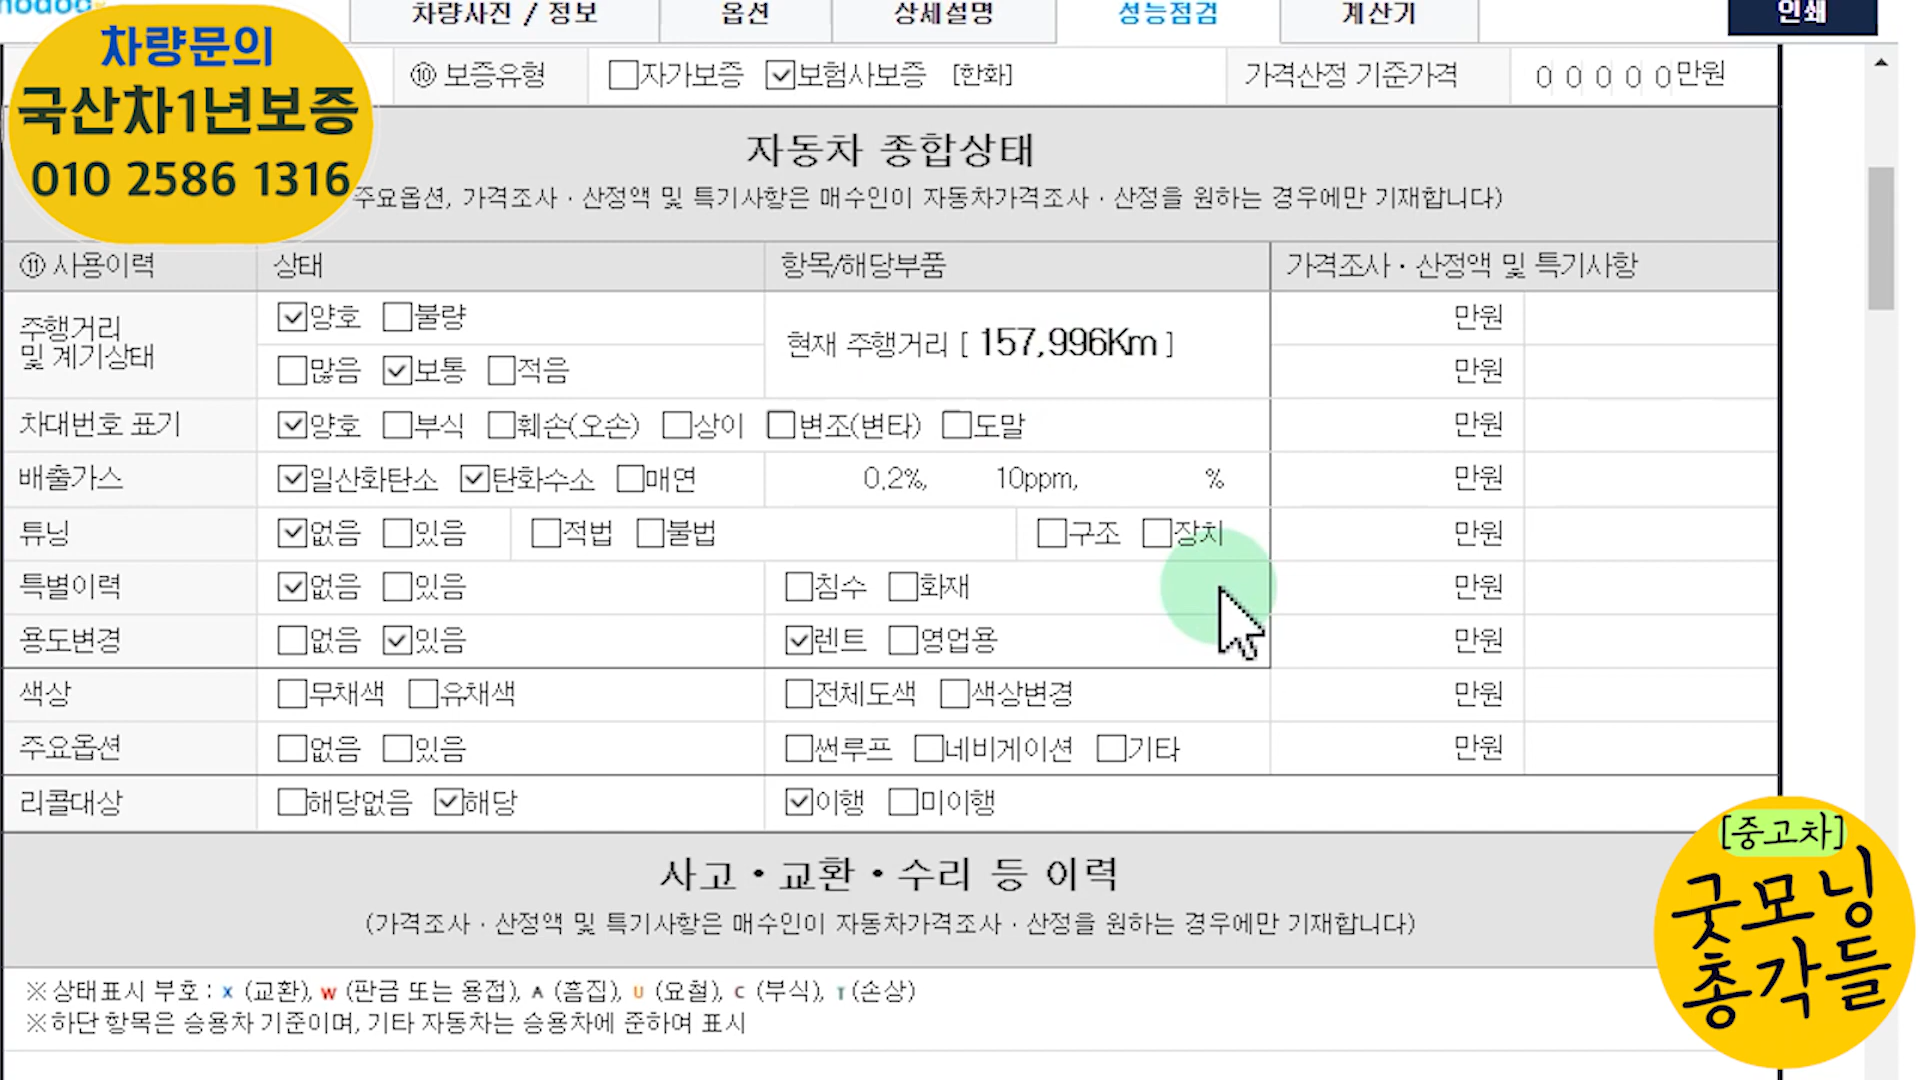 차량사진 / 정보 옵션 상세설명 성능점검 계산기 인쇄
차량문의
국산차1년보증
010 2586 1316
⑩ 보증유형 □자가보증 ☑보험사보증 [한화] 가격산정 기준가격 0 0 0 0 0만원
자동차 종합상태
주요옵션, 가격조사 · 산정액 및 특기사항은 매수인이 자동차가격조사 · 산정을 원하는 경우에만 기재합니다)
⑪ 사용이력 상태 항목/해당부품 가격조사 · 산정액 및 특기사항
주행거리
및 계기상태
☑양호 □불량 만원
현재 주행거리 [ 157,996Km ]
□많음 ☑보통 □적음 만원
차대번호 표기 ☑양호 □부식 □훼손(오손) □상이 □변조(변타) □도말 만원
배출가스 ☑일산화탄소 ☑탄화수소 □매연 0.2%, 10ppm, % 만원
튜닝 ☑없음 □있음 □적법 □불법 □구조 □장치 만원
특별이력 ☑없음 □있음 □침수 □화재 만원
용도변경 □없음 ☑있음 ☑렌트 □영업용 만원
색상 □무채색 □유채색 □전체도색 □색상변경 만원
주요옵션 □없음 □있음 □썬루프 □네비게이션 □기타 만원
리콜대상 □해당없음 ☑해당 ☑이행 □미이행
사고 • 교환 • 수리 등 이력
(가격조사 · 산정액 및 특기사항은 매수인이 자동차가격조사 · 산정을 원하는 경우에만 기재합니다)
※ 상태표시 부호 : X (교환), W (판금 또는 용접), A (흠집), U (요철), C (부식), T (손상)
※ 하단 항목은 승용차 기준이며, 기타 자동차는 승용차에 준하여 표시
[중고차]
굿모닝
총각들